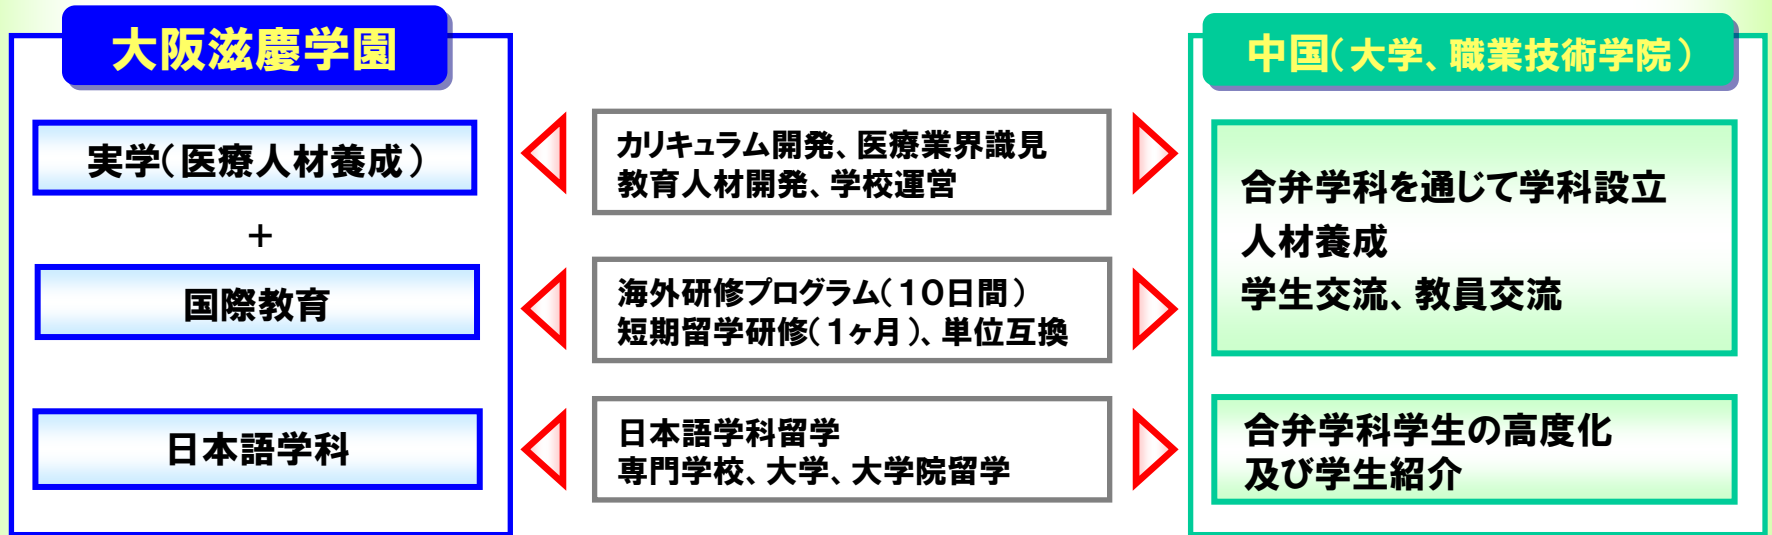 大阪滋慶学園
実学（医療人材養成）
＋
国際教育
日本語学科
カリキュラム開発、医療業界識見
教育人材開発、学校運営
海外研修プログラム（１０日間）
短期留学研修（１ヶ月）、単位互換
日本語学科留学
専門学校、大学、大学院留学
中国（大学、職業技術学院）
合弁学科を通じて学科設立
人材養成
学生交流、教員交流
合弁学科学生の高度化
及び学生紹介